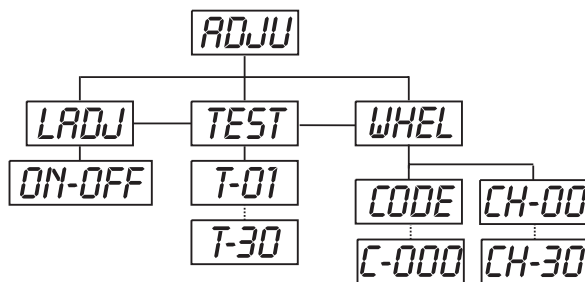 ADJU
LADJ TEST WHEL
ON-OFF T-01 CODE CH-00
T-30 C-000 CH-30